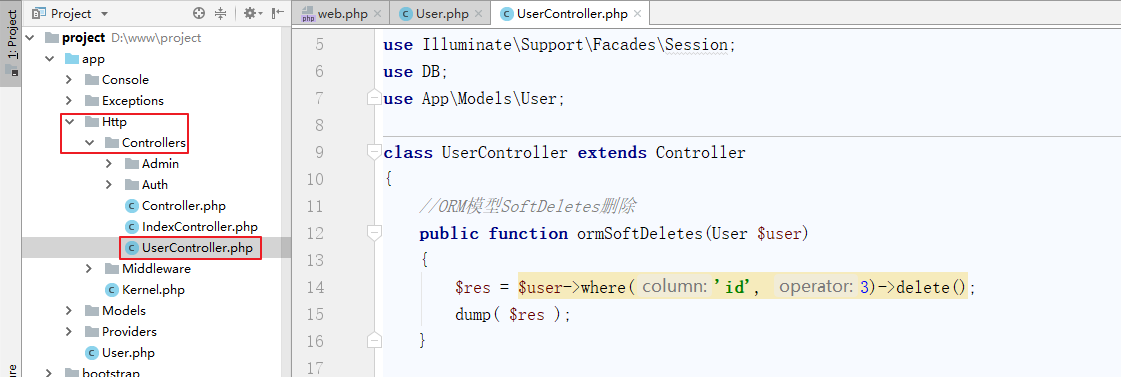 Project
web.php
User.php
UserController.php
1: Project
project D:\www\project
app
Console
Exceptions
Http
Controllers
Admin
Auth
Controller.php
IndexController.php
UserController.php
Middleware
Kernel.php
Models
Providers
User.php
bootstrap
5 use Illuminate\Support\Facades\Session;
6 use DB;
7 use App\Models\User;
8
9 class UserController extends Controller
10 {
11 //ORM模型SoftDeletes删除
12 public function ormSoftDeletes(User $user)
13 {
14 $res = $user->where( column: 'id', operator: 3)->delete();
15 dump( $res );
16 }
17